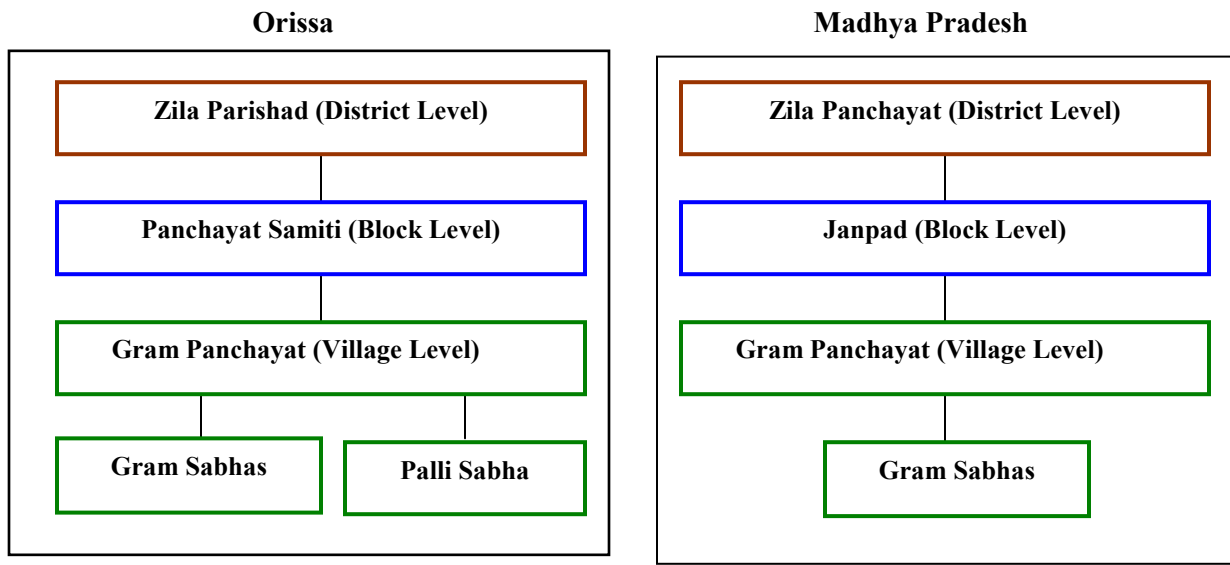 Orissa
Zila Parishad (District Level)
Panchayat Samiti (Block Level)
Gram Panchayat (Village Level)
Gram Sabhas
Palli Sabha
Madhya Pradesh
Zila Panchayat (District Level)
Janpad (Block Level)
Gram Panchayat (Village Level)
Gram Sabhas